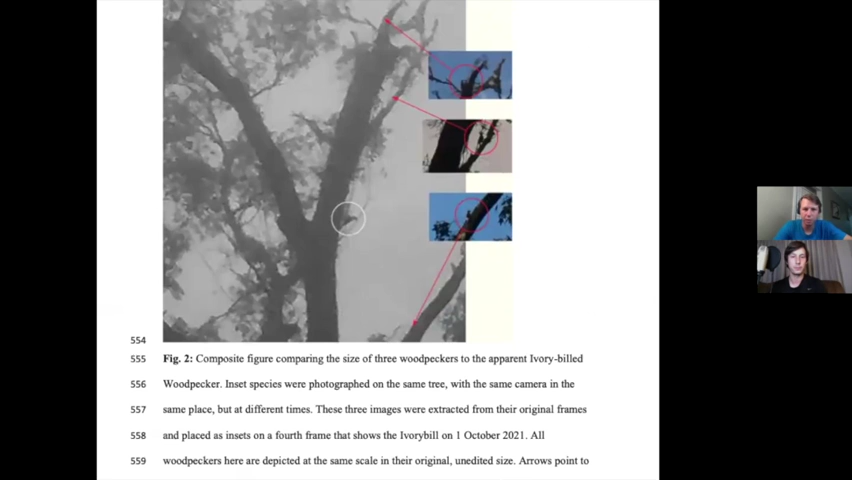 554
555 Fig. 2: Composite figure comparing the size of three woodpeckers to the apparent Ivory-billed
556 Woodpecker. Inset species were photographed on the same tree, with the same camera in the
557 same place, but at different times. These three images were extracted from their original frames
558 and placed as insets on a fourth frame that shows the Ivorybill on 1 October 2021. All
559 woodpeckers here are depicted at the same scale in their original, unedited size. Arrows point to